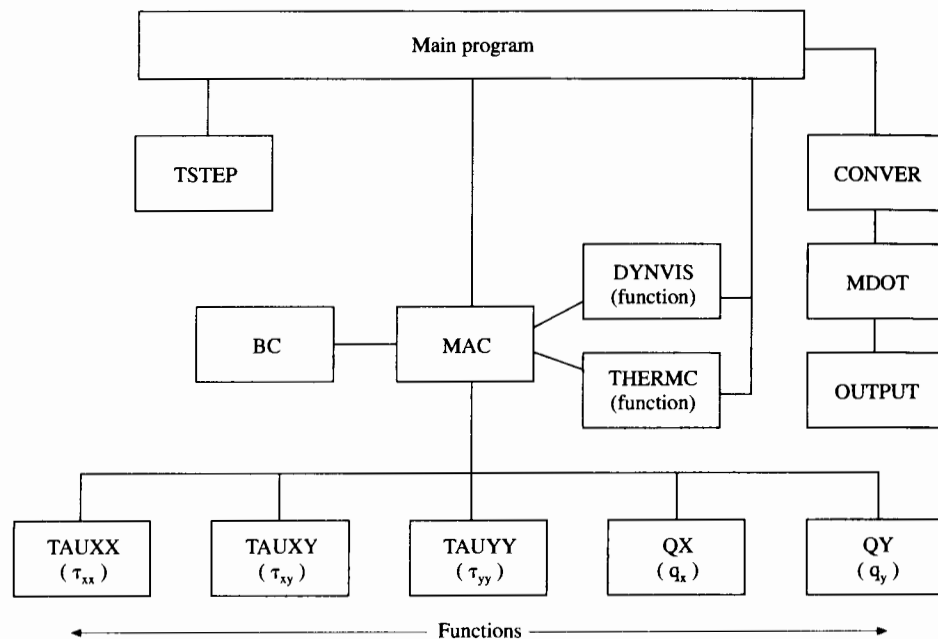 Main program
TSTEP
CONVER
DYNVIS
(function)
MDOT
BC
MAC
THERMC
(function)
OUTPUT
TAUXX
( τxx )
TAUXY
( τxy )
TAUYY
( τyy )
QX
( qx )
QY
( qy )
Functions